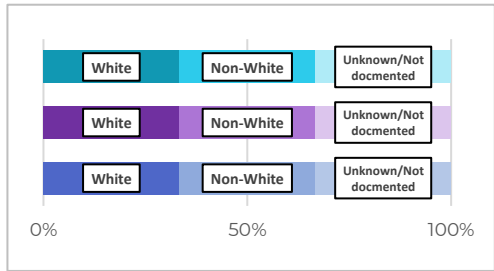 White
Non-White
Unknown/Not
docmented
White
Non-White
Unknown/Not
docmented
White
Non-White
Unknown/Not
docmented
0%
50%
100%